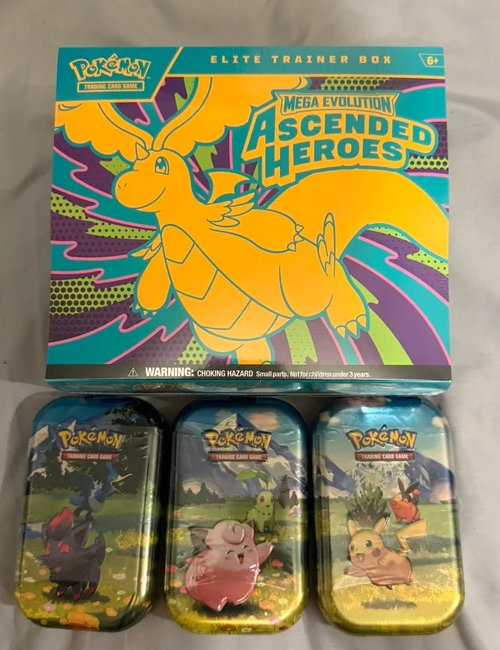 Pokémon
TRADING CARD GAME
ELITE TRAINER BOX
6+
MEGA EVOLUTION
ASCENDED
HEROES
WARNING: CHOKING HAZARD Small parts. Not for children under 3 years.
Pokémon
TRADING CARD GAME
Pokémon
TRADING CARD GAME
Pokémon
TRADING CARD GAME